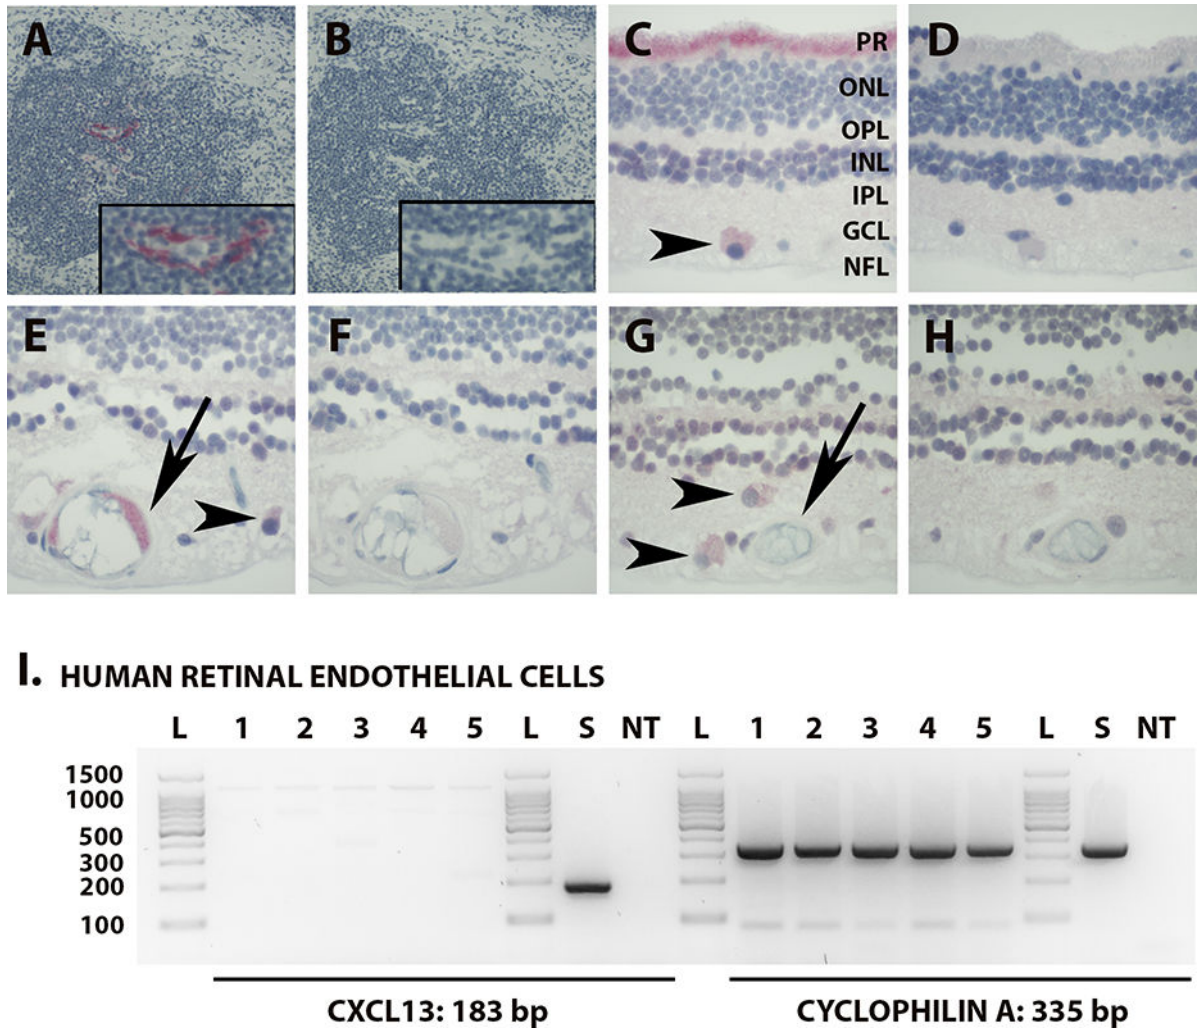 A
B
C
D
PR
ONL
OPL
INL
IPL
GCL
NFL
E
F
G
H
I. HUMAN RETINAL ENDOTHELIAL CELLS
L 1 2 3 4 5 L S NT L 1 2 3 4 5 L S NT
1500
1000
500
300
200
100
CXCL13: 183 bp
CYCLOPHILIN A: 335 bp